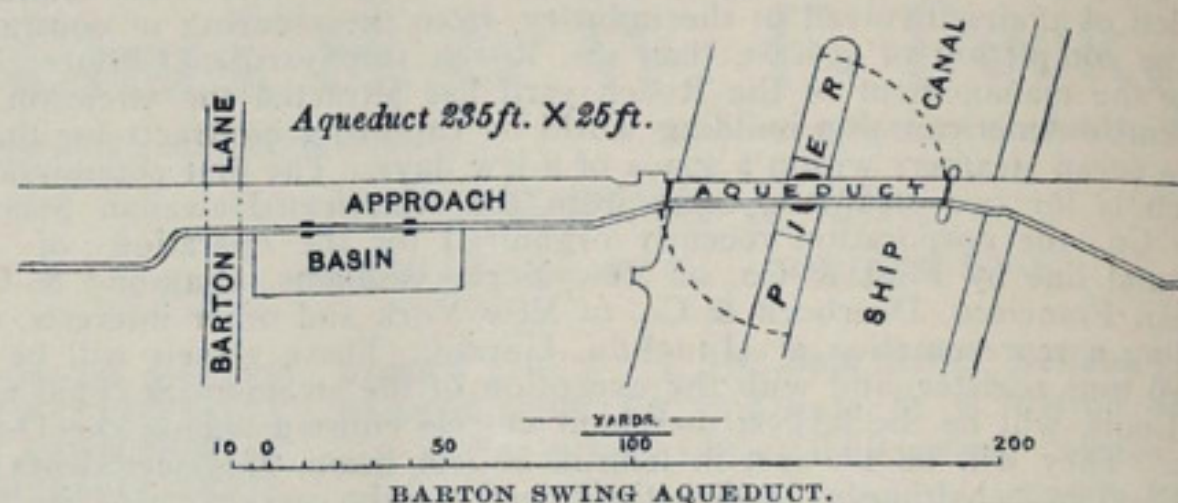 Aqueduct 235ft. X 25ft.
BARTON LANE
APPROACH
BASIN
AQUEDUCT
PIER
SHIP CANAL
YARDS.
10 0 50 100 200
BARTON SWING AQUEDUCT.